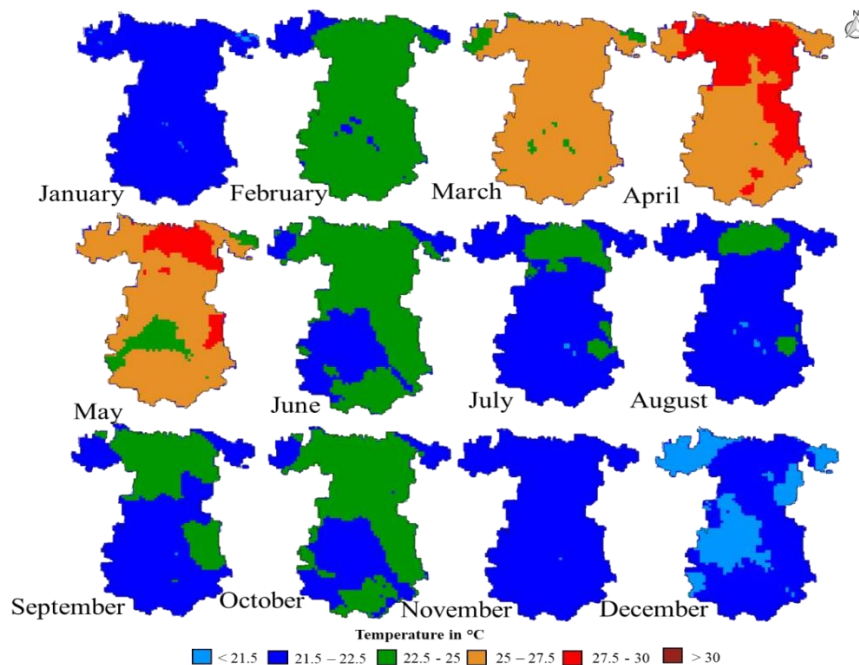 January
February
March
April
May
June
July
August
September
October
November
December
Temperature in °C
< 21.5 21.5 – 22.5 22.5 - 25 25 – 27.5 27.5 - 30 > 30